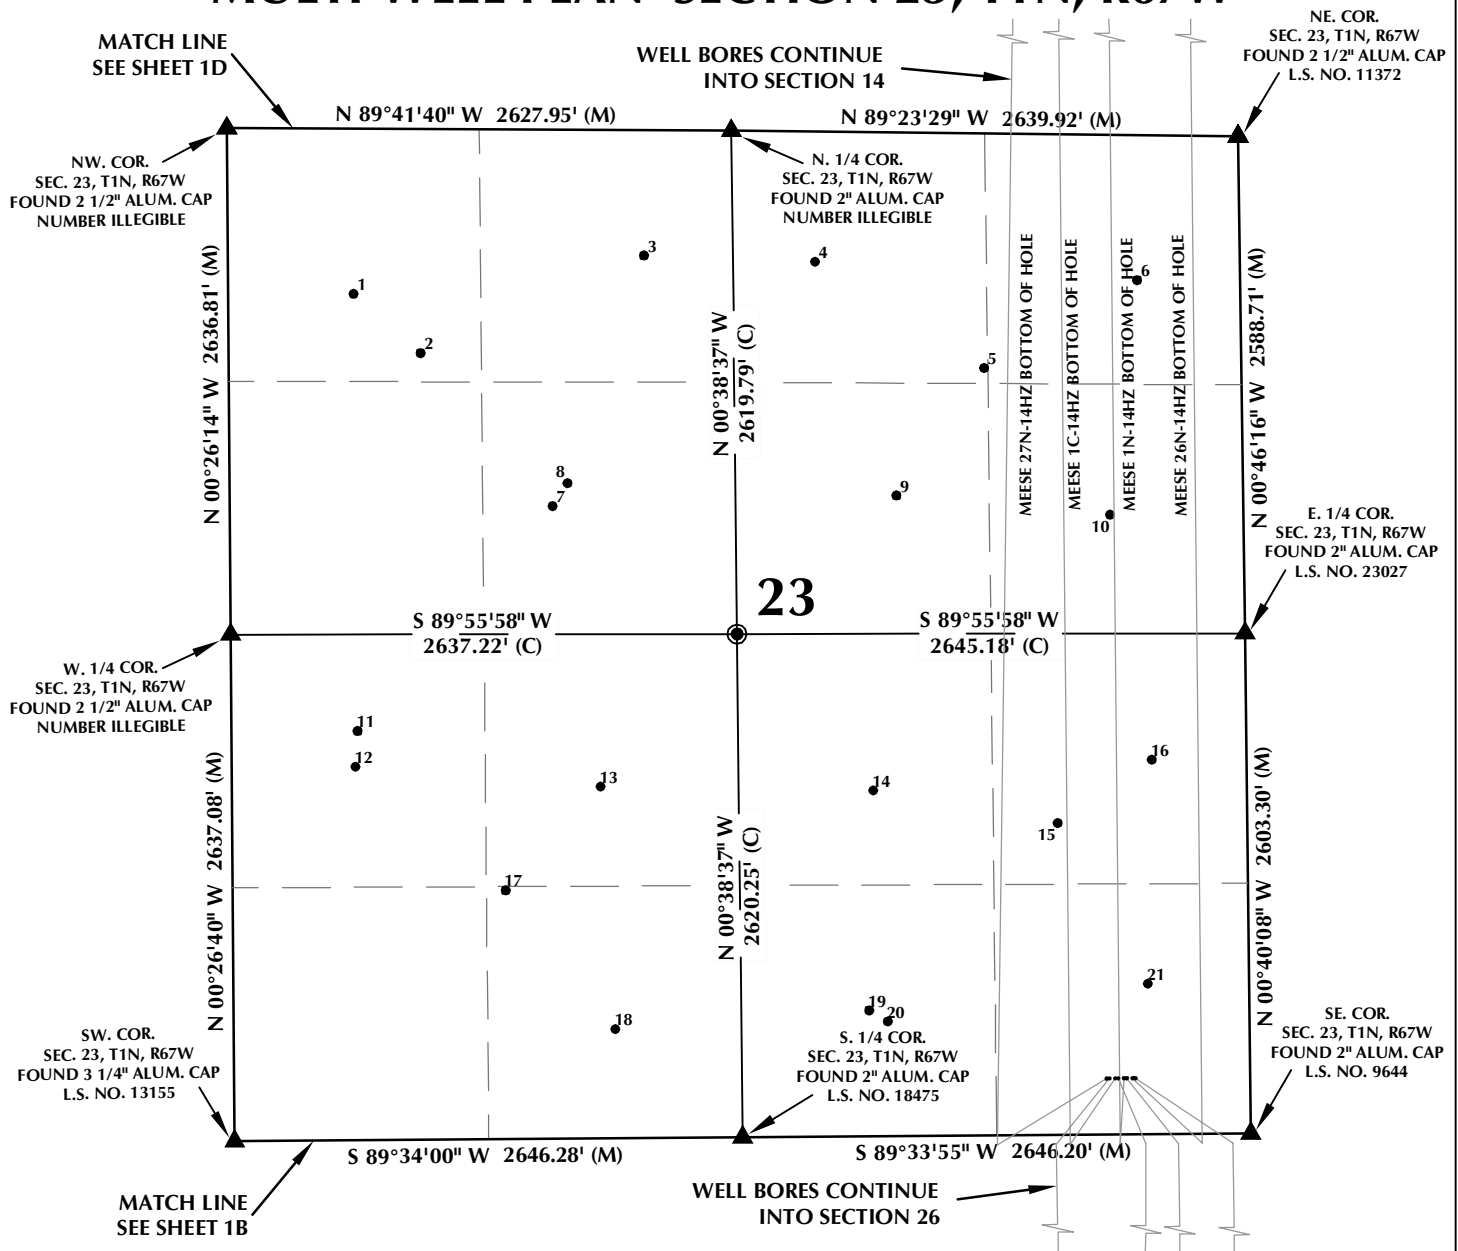 MULTI-WELL PLAN- SECTION 23, T1N, R67W
MATCH LINE
SEE SHEET 1D
WELL BORES CONTINUE
INTO SECTION 14
NE. COR.
SEC. 23, T1N, R67W
FOUND 2 1/2" ALUM. CAP
L.S. NO. 11372
N 89°41'40" W 2627.95' (M)
N 89°23'29" W 2639.92' (M)
NW. COR.
SEC. 23, T1N, R67W
FOUND 2 1/2" ALUM. CAP
NUMBER ILLEGIBLE
N. 1/4 COR.
SEC. 23, T1N, R67W
FOUND 2" ALUM. CAP
NUMBER ILLEGIBLE
N 00°26'14" W 2636.81' (M)
1
2
3
N 00°38'37" W
2619.79' (C)
4
5
6
MEESE 27N-14HZ BOTTOM OF HOLE
MEESE 1C-14HZ BOTTOM OF HOLE
MEESE 1N-14HZ BOTTOM OF HOLE
MEESE 26N-14HZ BOTTOM OF HOLE
N 00°46'16" W 2588.71' (M)
8
7
9
10
E. 1/4 COR.
SEC. 23, T1N, R67W
FOUND 2" ALUM. CAP
L.S. NO. 23027
23
S 89°55'58" W
2637.22' (C)
S 89°55'58" W
2645.18' (C)
W. 1/4 COR.
SEC. 23, T1N, R67W
FOUND 2 1/2" ALUM. CAP
NUMBER ILLEGIBLE
N 00°26'40" W 2637.08' (M)
11
12
13
14
15
16
N 00°38'37" W
2620.25' (C)
N 00°40'08" W 2603.30' (M)
17
18
19
20
21
SW. COR.
SEC. 23, T1N, R67W
FOUND 3 1/4" ALUM. CAP
L.S. NO. 13155
S. 1/4 COR.
SEC. 23, T1N, R67W
FOUND 2" ALUM. CAP
L.S. NO. 18475
SE. COR.
SEC. 23, T1N, R67W
FOUND 2" ALUM. CAP
L.S. NO. 9644
S 89°34'00" W 2646.28' (M)
S 89°33'55" W 2646.20' (M)
MATCH LINE
SEE SHEET 1B
WELL BORES CONTINUE
INTO SECTION 26